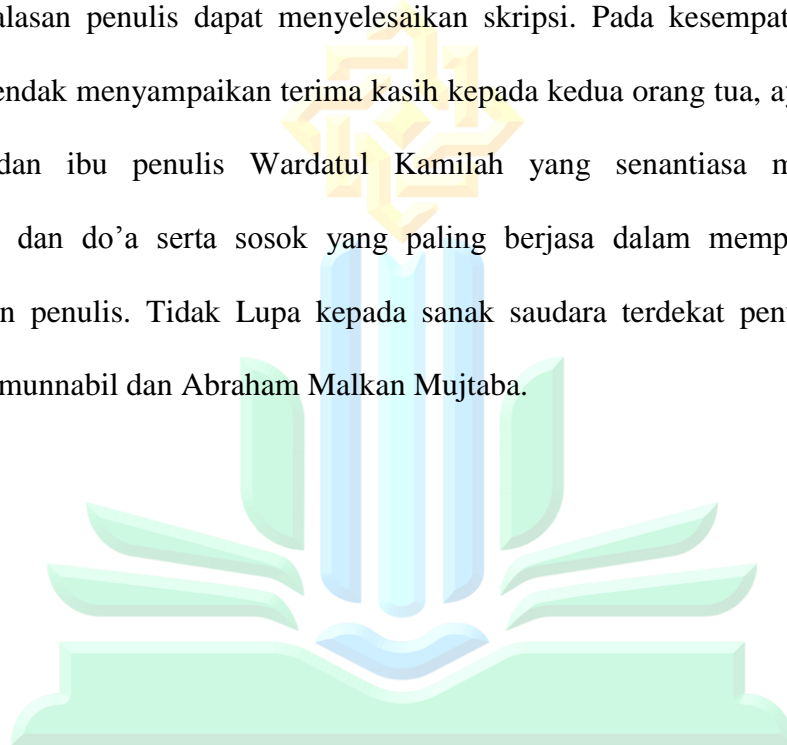 alasan penulis dapat menyelesaikan skripsi. Pada kesempat
endak menyampaikan terima kasih kepada kedua orang tua, ay
dan ibu penulis Wardatul Kamilah yang senantiasa m
dan do’a serta sosok yang paling berjasa dalam memp
n penulis. Tidak Lupa kepada sanak saudara terdekat pen
munnabil dan Abraham Malkan Mujtaba.